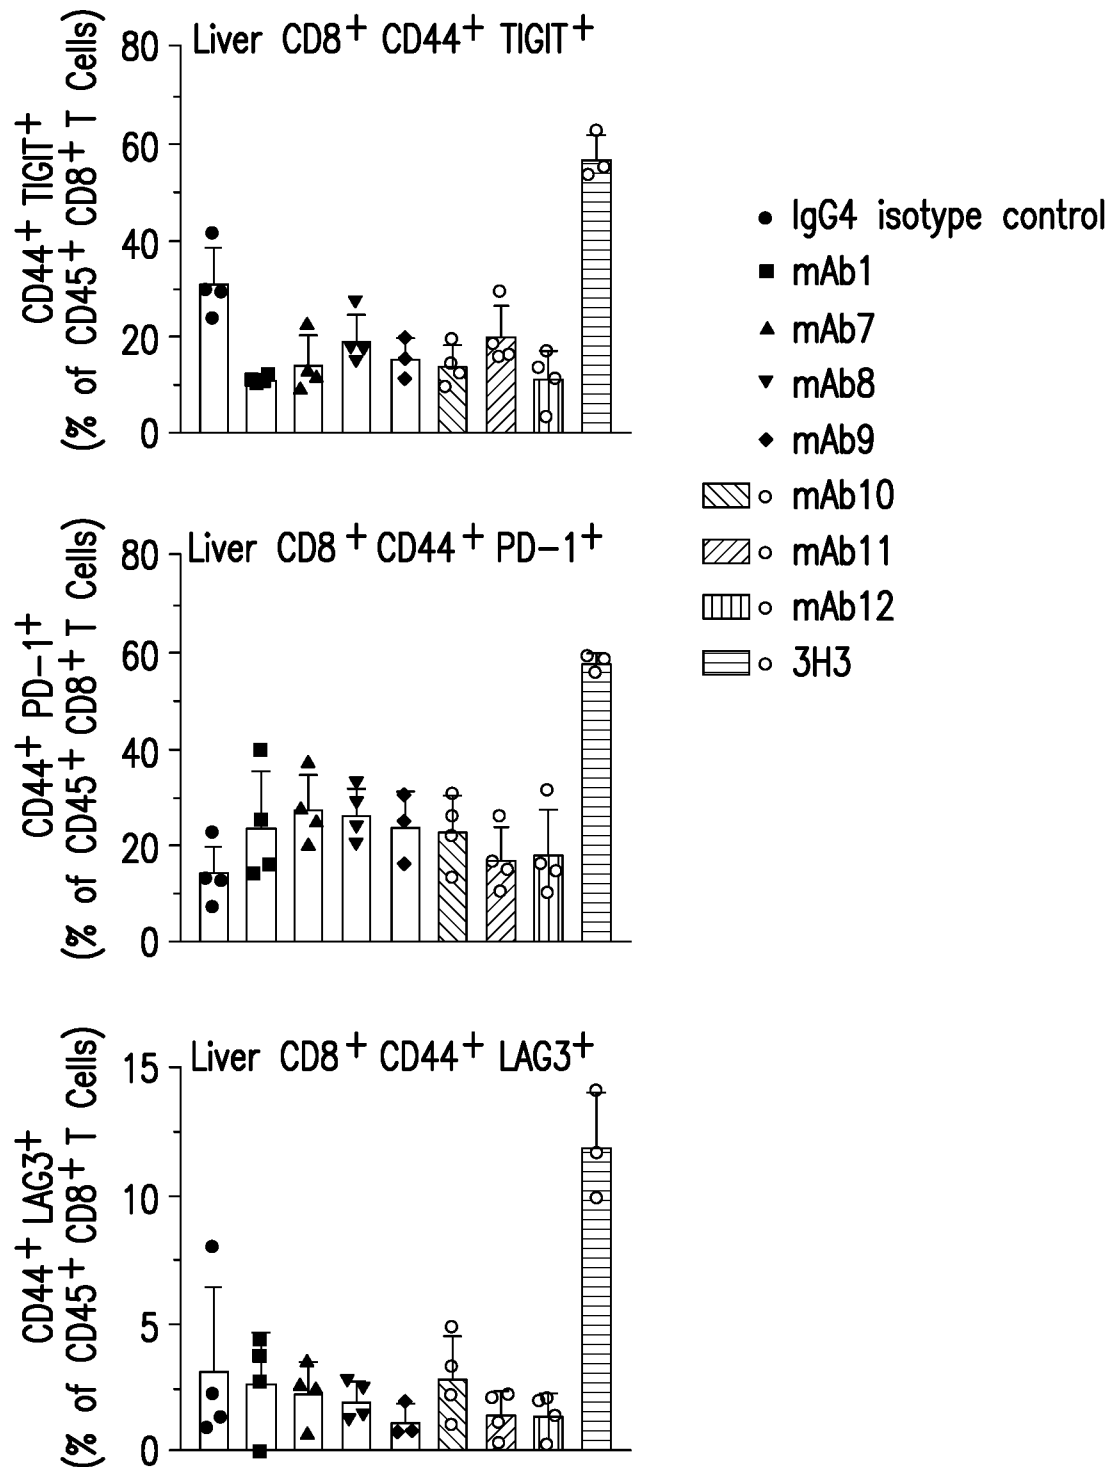 Liver CD8+ CD44+ TIGIT+
CD44+ TIGIT+
(% of CD45+ CD8+ T Cells)
80
60
40
20
0
IgG4 isotype control
mAb1
mAb7
mAb8
mAb9
mAb10
mAb11
mAb12
3H3
Liver CD8+ CD44+ PD-1+
CD44+ PD-1+
(% of CD45+ CD8+ T Cells)
80
60
40
20
0
Liver CD8+ CD44+ LAG3+
CD44+ LAG3+
(% of CD45+ CD8+ T Cells)
15
10
5
0